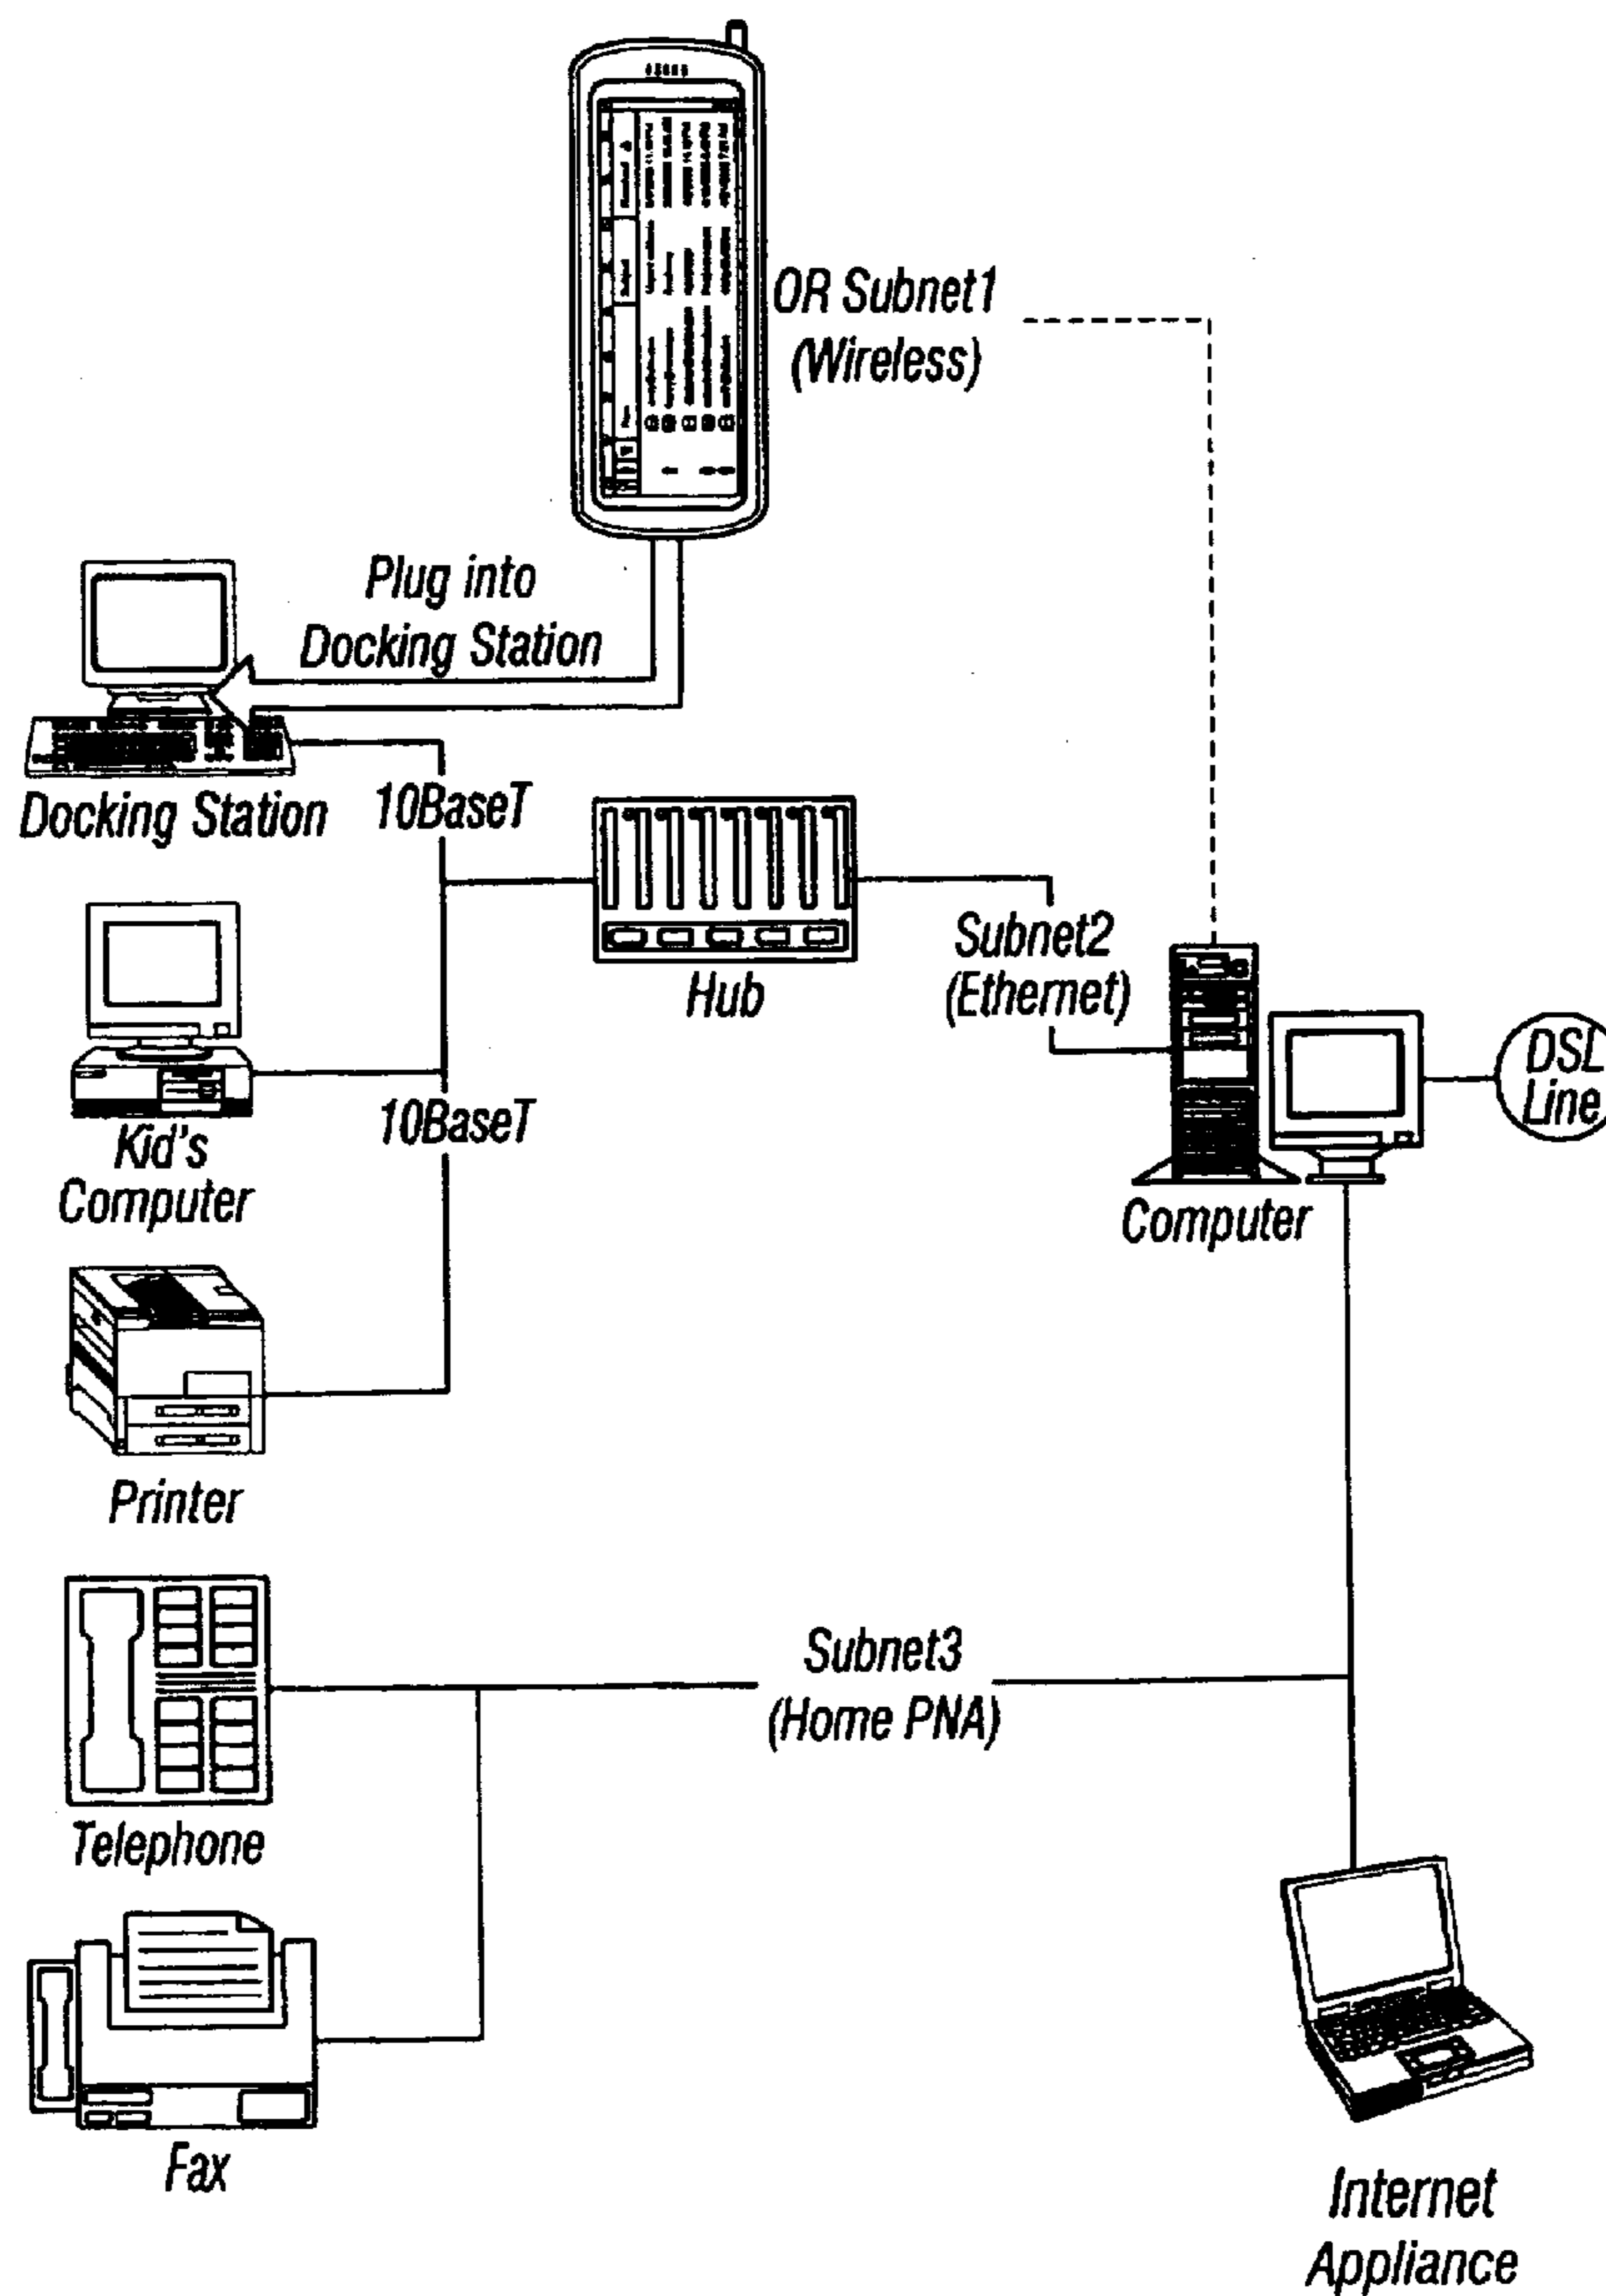 OR Subnet1
(Wireless)
Plug into
Docking Station
Docking Station
10BaseT
Hub
Subnet2
(Ethernet)
DSL
Line
Kid's
Computer
10BaseT
Computer
Printer
Subnet3
(Home PNA)
Telephone
Fax
Internet
Appliance